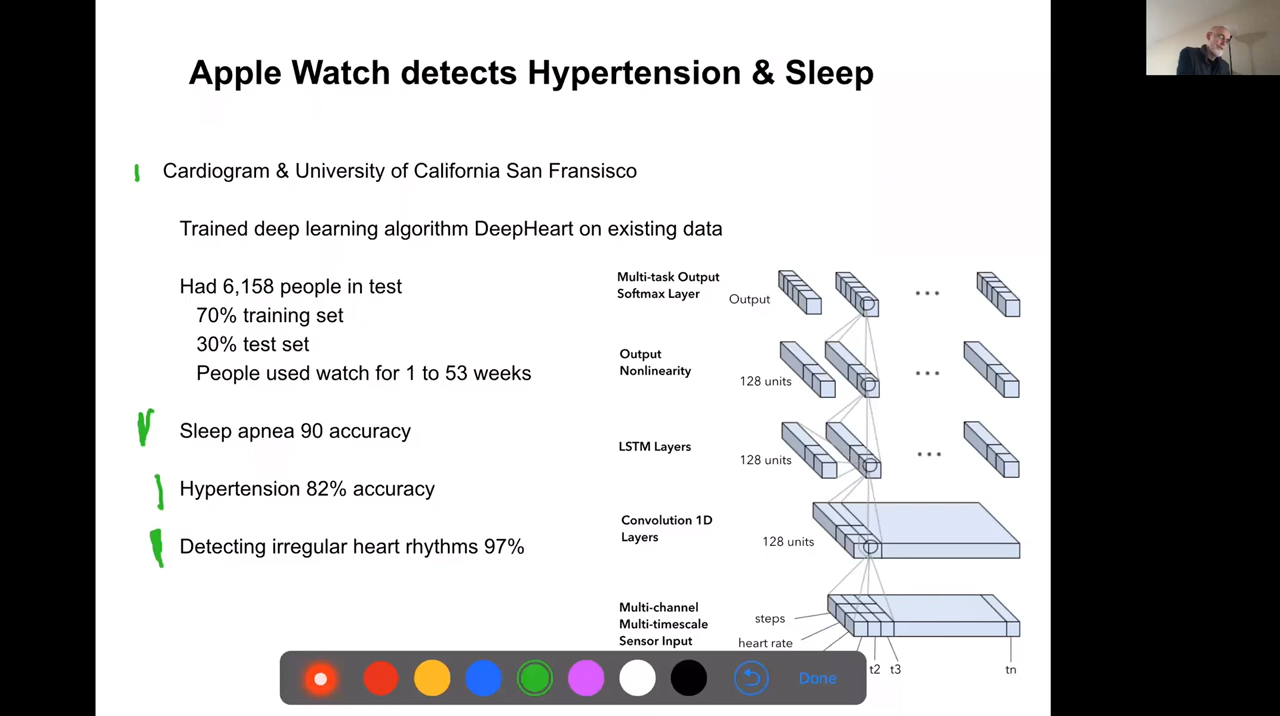 Apple Watch detects Hypertension & Sleep
Cardiogram & University of California San Fransisco
Trained deep learning algorithm DeepHeart on existing data
Had 6,158 people in test
70% training set
30% test set
People used watch for 1 to 53 weeks
Sleep apnea 90 accuracy
Hypertension 82% accuracy
Detecting irregular heart rhythms 97%
Multi-task Output
Softmax Layer
Output
Output
Nonlinearity
128 units
LSTM Layers
128 units
Convolution 1D
Layers
128 units
Multi-channel
Multi-timescale
Sensor Input
steps
heart rate
t2
t3
tn
Done